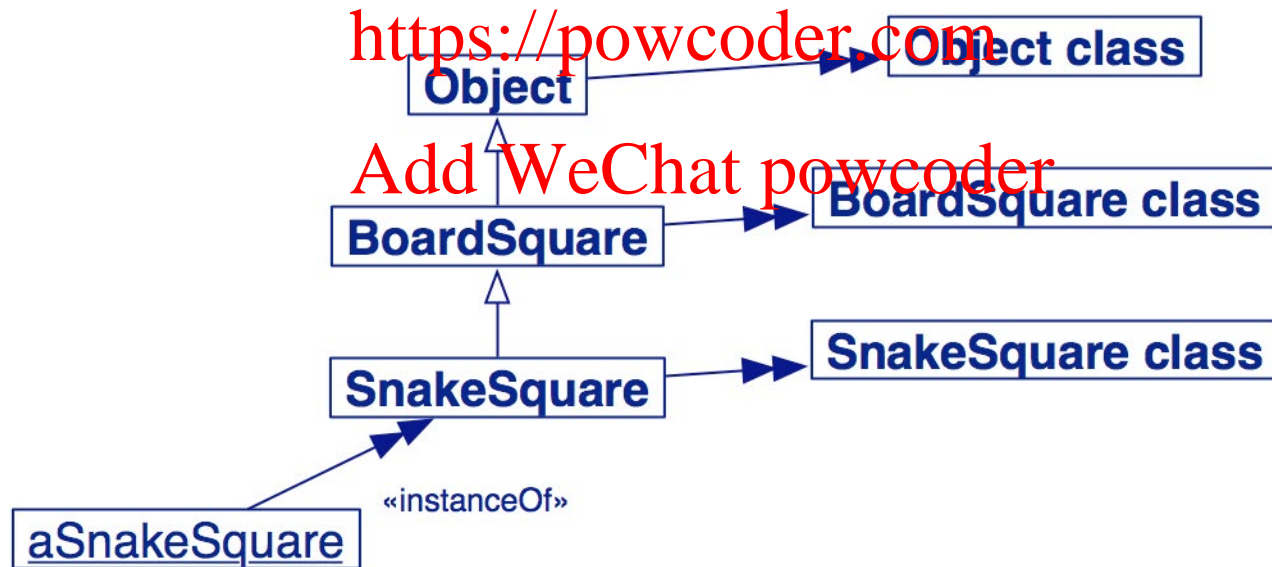 https://powcoder.com
Object class
Object
Add WeChat powcoder
BoardSquare class
BoardSquare
SnakeSquare class
SnakeSquare
«instanceOf»
aSnakeSquare